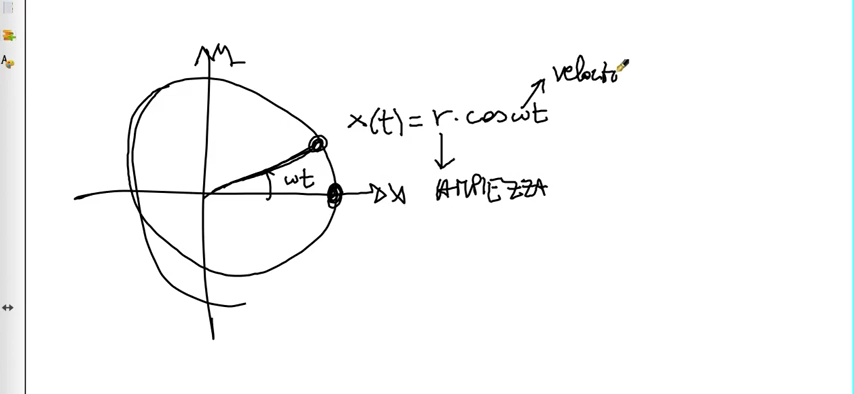 velocità
x(t) = r · cos ωt
ωt
x
AMPIEZZA